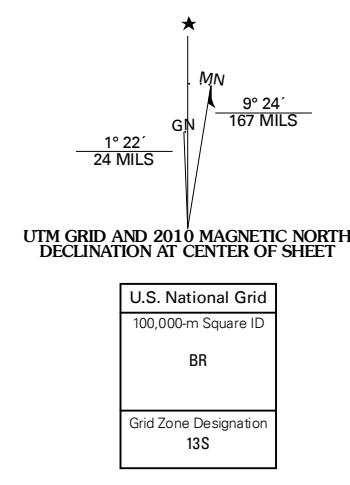 ★
MN
GN
9° 24´
167 MILS
1° 22´
24 MILS
UTM GRID AND 2010 MAGNETIC NORTH
DECLINATION AT CENTER OF SHEET
U.S. National Grid
100,000-m Square ID
BR
Grid Zone Designation
13S